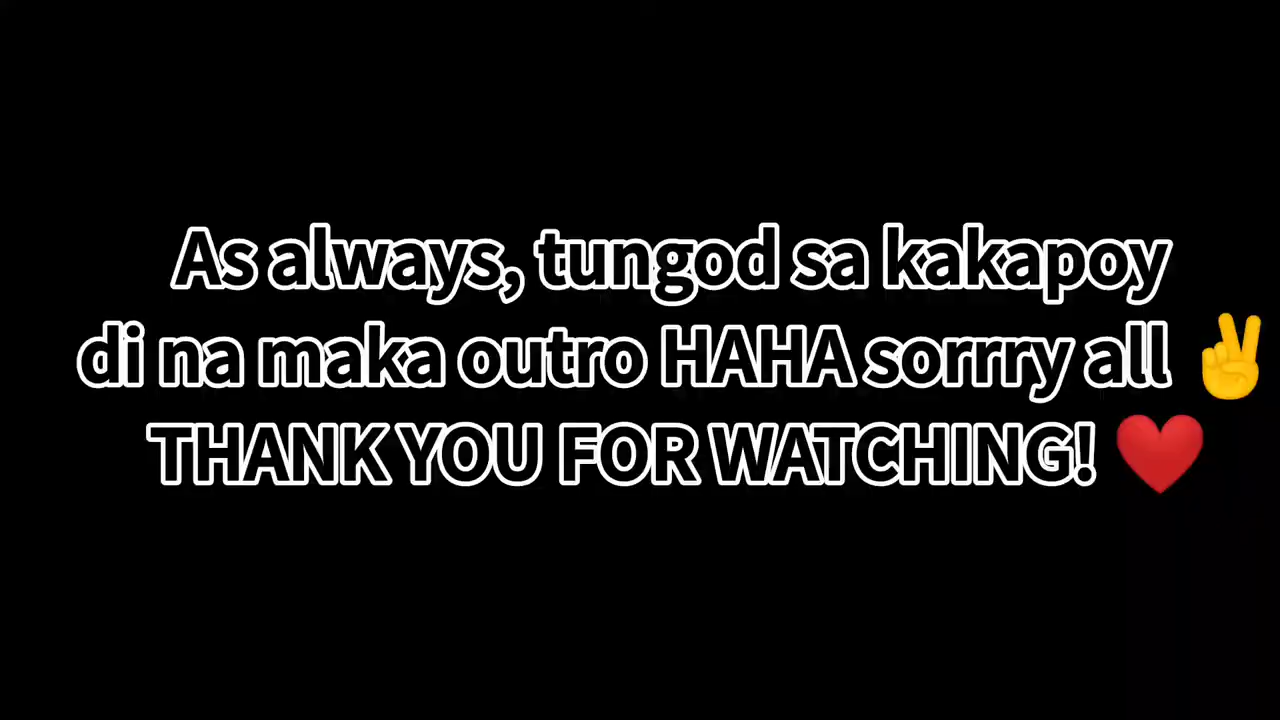 As always, tungod sa kakapoy
di na maka outro HAHA sorrry all ✌️
THANK YOU FOR WATCHING! ❤️